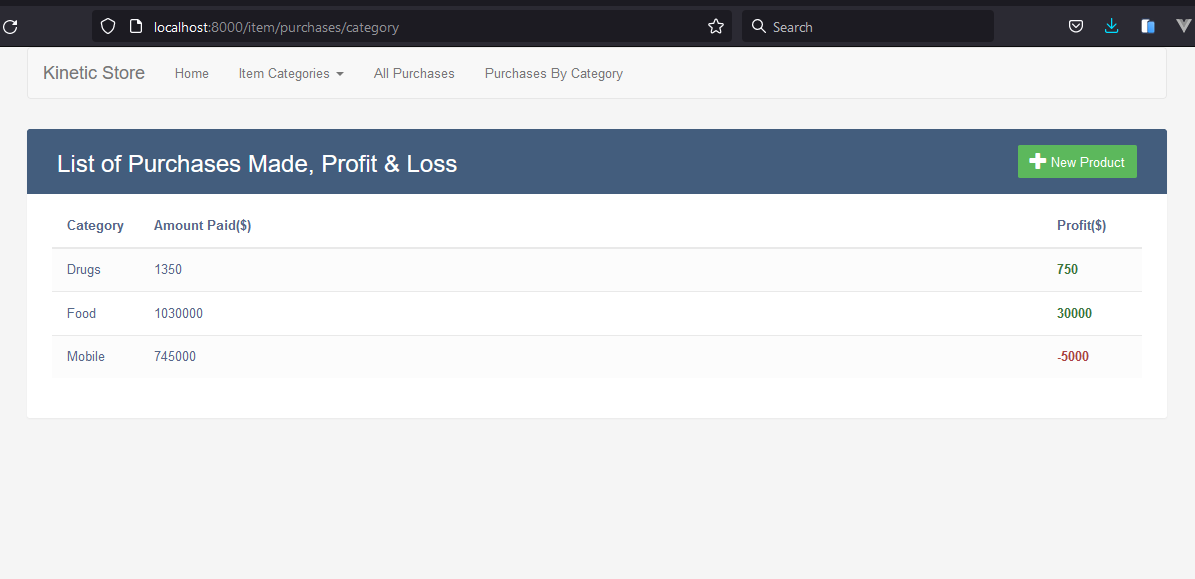 localhost:8000/item/purchases/category
Search
Kinetic Store Home Item Categories All Purchases Purchases By Category
List of Purchases Made, Profit & Loss
New Product
Category Amount Paid($) Profit($)
Drugs 1350 750
Food 1030000 30000
Mobile 745000 -5000